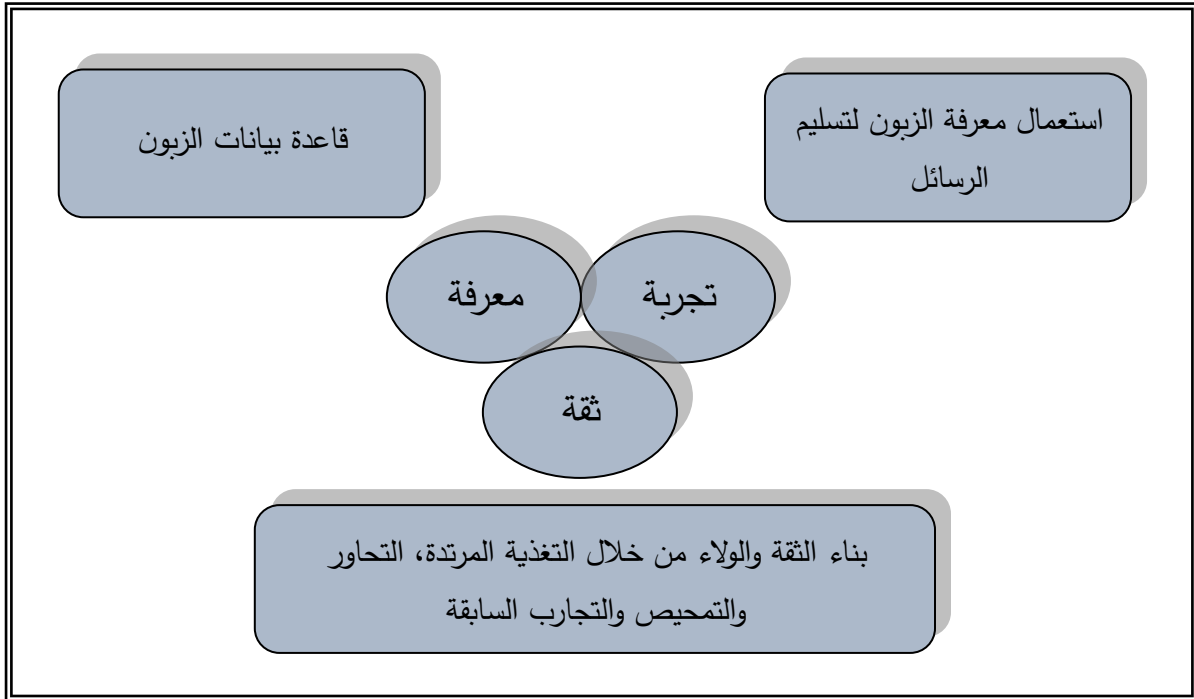 استعمال معرفة الزبون لتسليم
الرسائل
قاعدة بيانات الزبون
تجربة
معرفة
ثقة
بناء الثقة والولاء من خلال التغذية المرتدة، التحاور
والتمحيص والتجارب السابقة